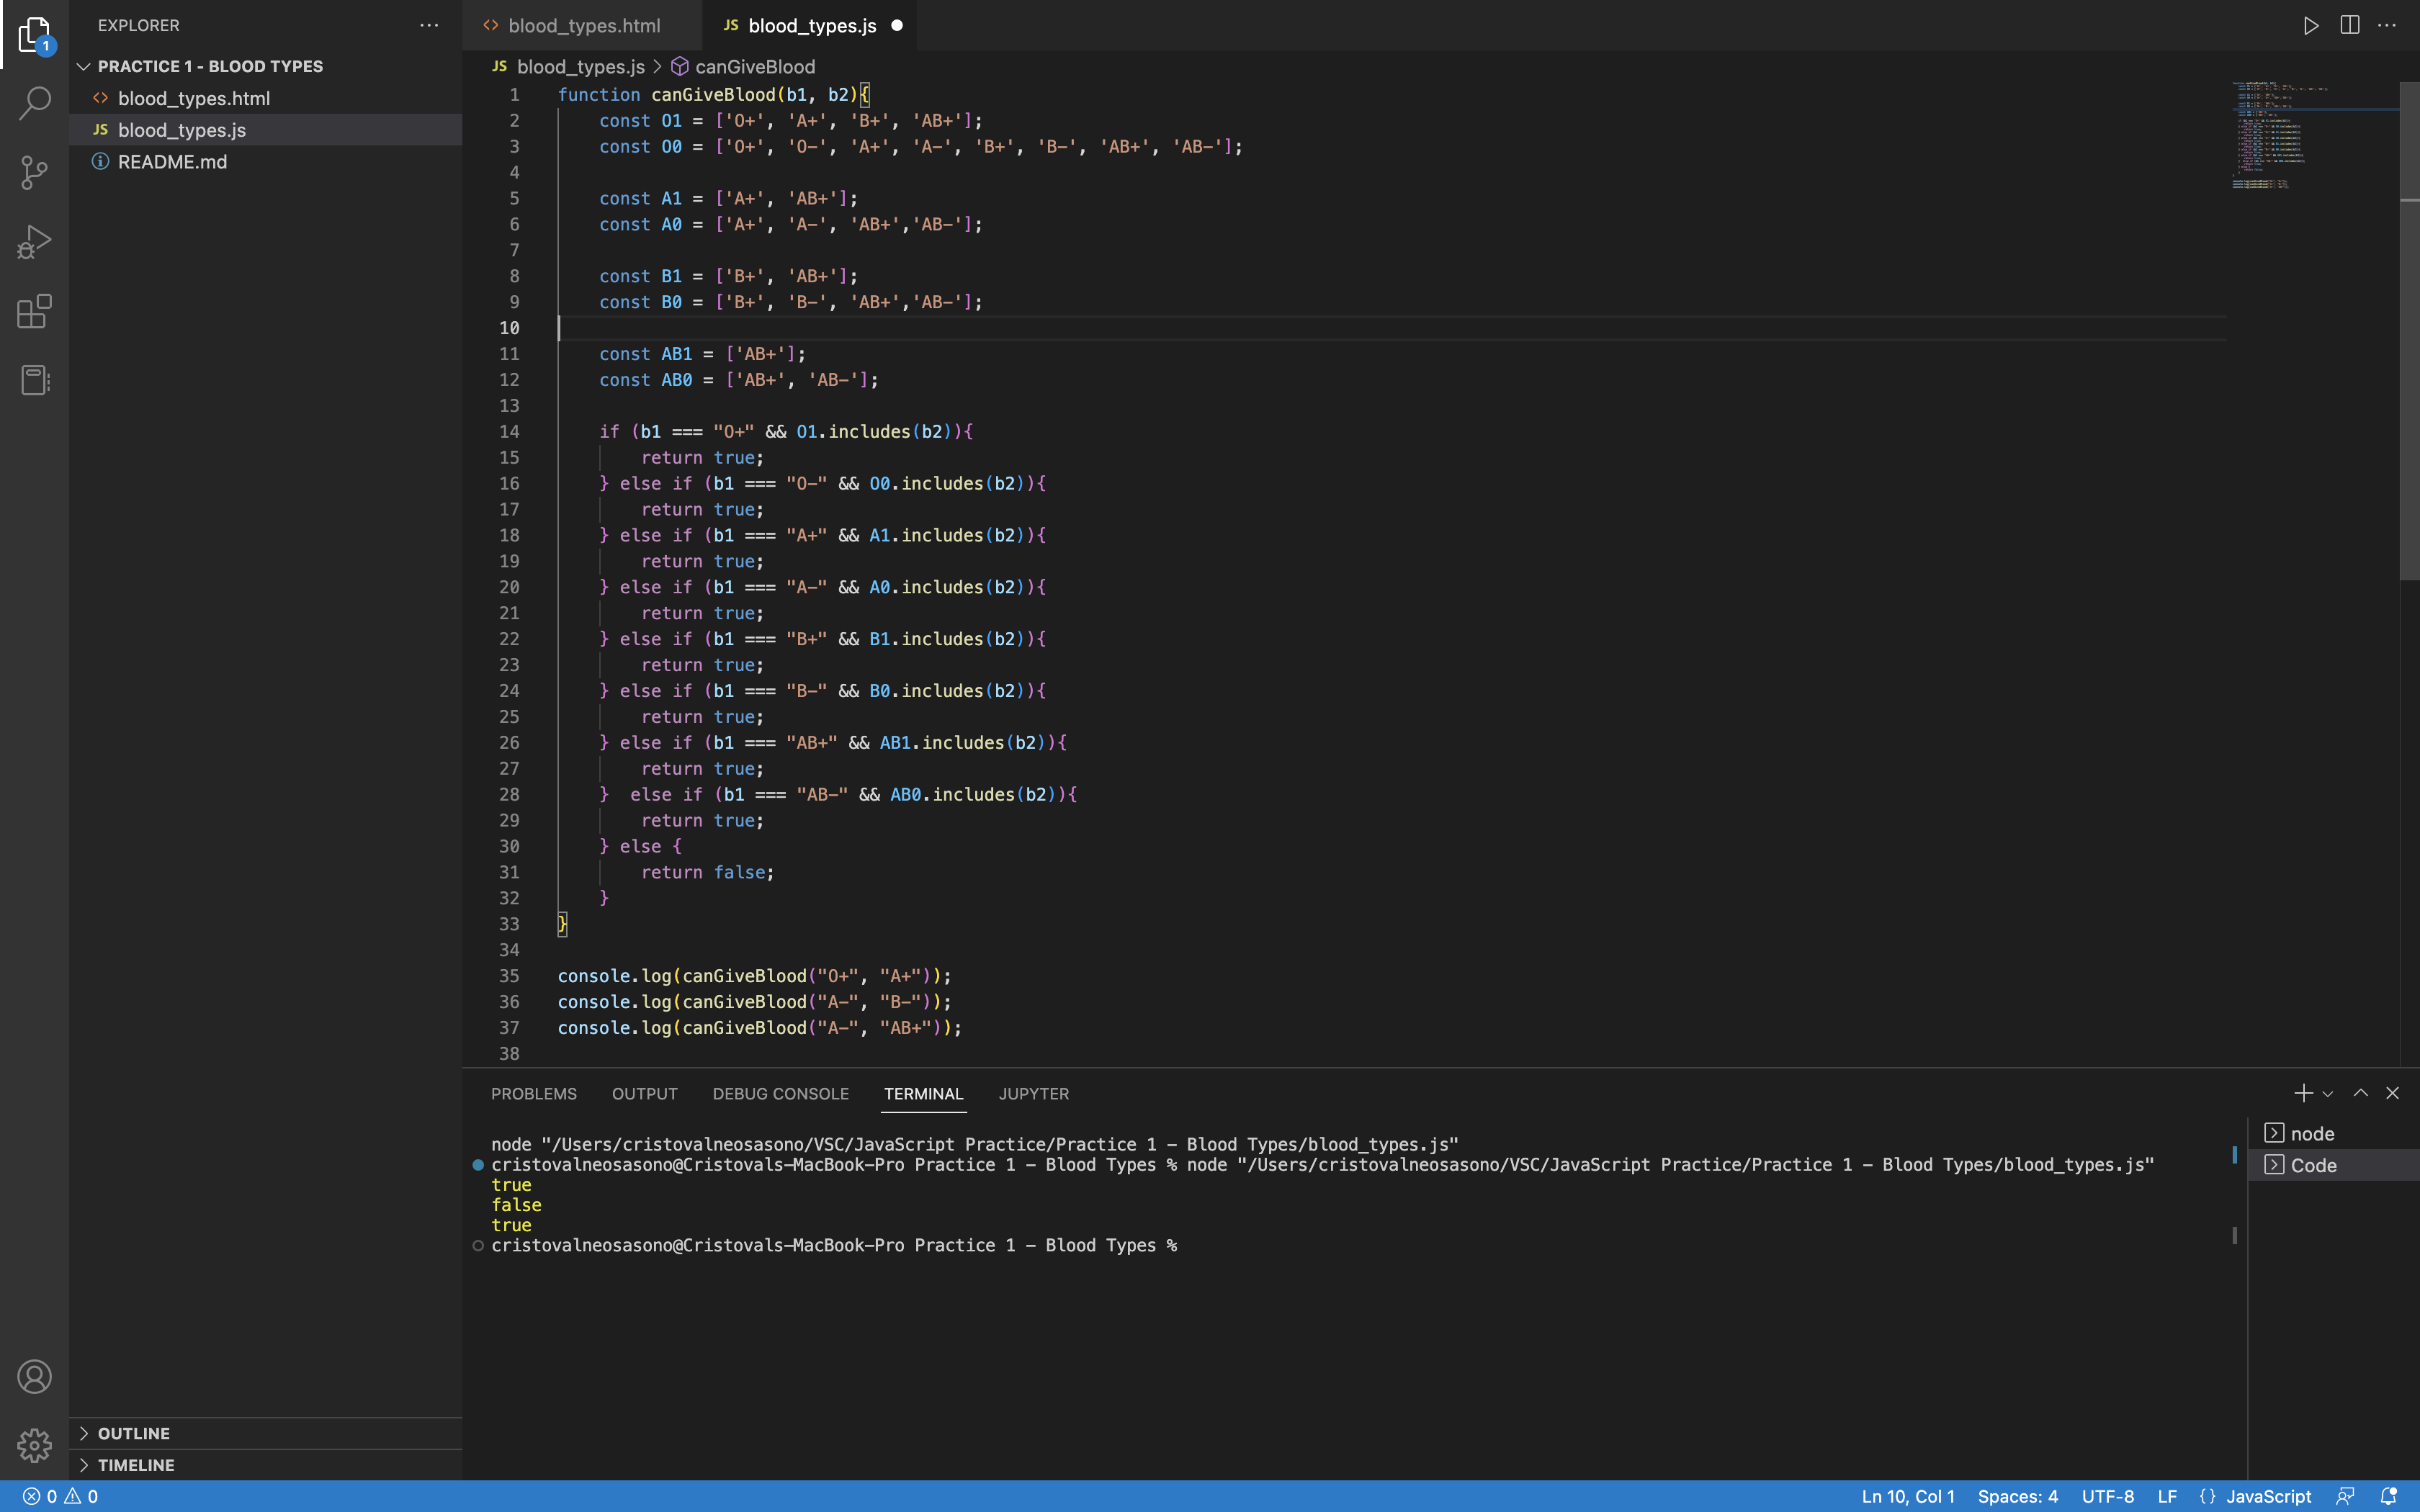 EXPLORER
PRACTICE 1 - BLOOD TYPES
blood_types.html
JS blood_types.js
README.md
OUTLINE
TIMELINE
blood_types.html
JS blood_types.js
JS blood_types.js > canGiveBlood
1 function canGiveBlood(b1, b2){
2 const O1 = ['O+', 'A+', 'B+', 'AB+'];
3 const O0 = ['O+', 'O-', 'A+', 'A-', 'B+', 'B-', 'AB+', 'AB-'];
4
5 const A1 = ['A+', 'AB+'];
6 const A0 = ['A+', 'A-', 'AB+','AB-'];
7
8 const B1 = ['B+', 'AB+'];
9 const B0 = ['B+', 'B-', 'AB+','AB-'];
10
11 const AB1 = ['AB+'];
12 const AB0 = ['AB+', 'AB-'];
13
14 if (b1 === "O+" && O1.includes(b2)){
15 return true;
16 } else if (b1 === "O-" && O0.includes(b2)){
17 return true;
18 } else if (b1 === "A+" && A1.includes(b2)){
19 return true;
20 } else if (b1 === "A-" && A0.includes(b2)){
21 return true;
22 } else if (b1 === "B+" && B1.includes(b2)){
23 return true;
24 } else if (b1 === "B-" && B0.includes(b2)){
25 return true;
26 } else if (b1 === "AB+" && AB1.includes(b2)){
27 return true;
28 }  else if (b1 === "AB-" && AB0.includes(b2)){
29 return true;
30 } else {
31 return false;
32 }
33 }
34
35 console.log(canGiveBlood("O+", "A+"));
36 console.log(canGiveBlood("A-", "B-"));
37 console.log(canGiveBlood("A-", "AB+"));
38
PROBLEMS OUTPUT DEBUG CONSOLE TERMINAL JUPYTER
node "/Users/cristovalneosasono/VSC/JavaScript Practice/Practice 1 - Blood Types/blood_types.js"
cristovalneosasono@Cristovals-MacBook-Pro Practice 1 - Blood Types % node "/Users/cristovalneosasono/VSC/JavaScript Practice/Practice 1 - Blood Types/blood_types.js"
true
false
true
cristovalneosasono@Cristovals-MacBook-Pro Practice 1 - Blood Types %
node
Code
1
0 0
Ln 10, Col 1 Spaces: 4 UTF-8 LF {} JavaScript